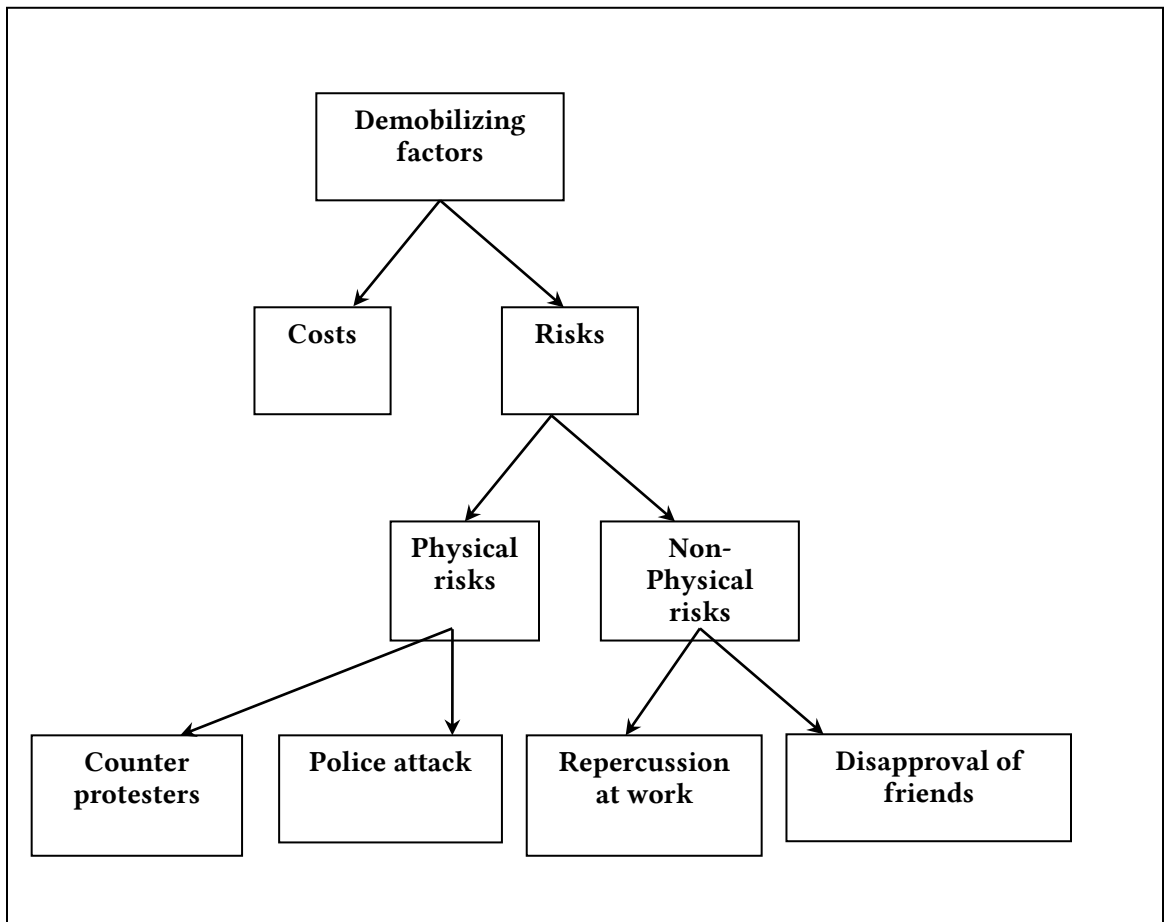 Demobilizing
factors
Costs
Risks
Physical
risks
Non-
Physical
risks
Counter
protesters
Police attack
Repercussion
at work
Disapproval of
friends